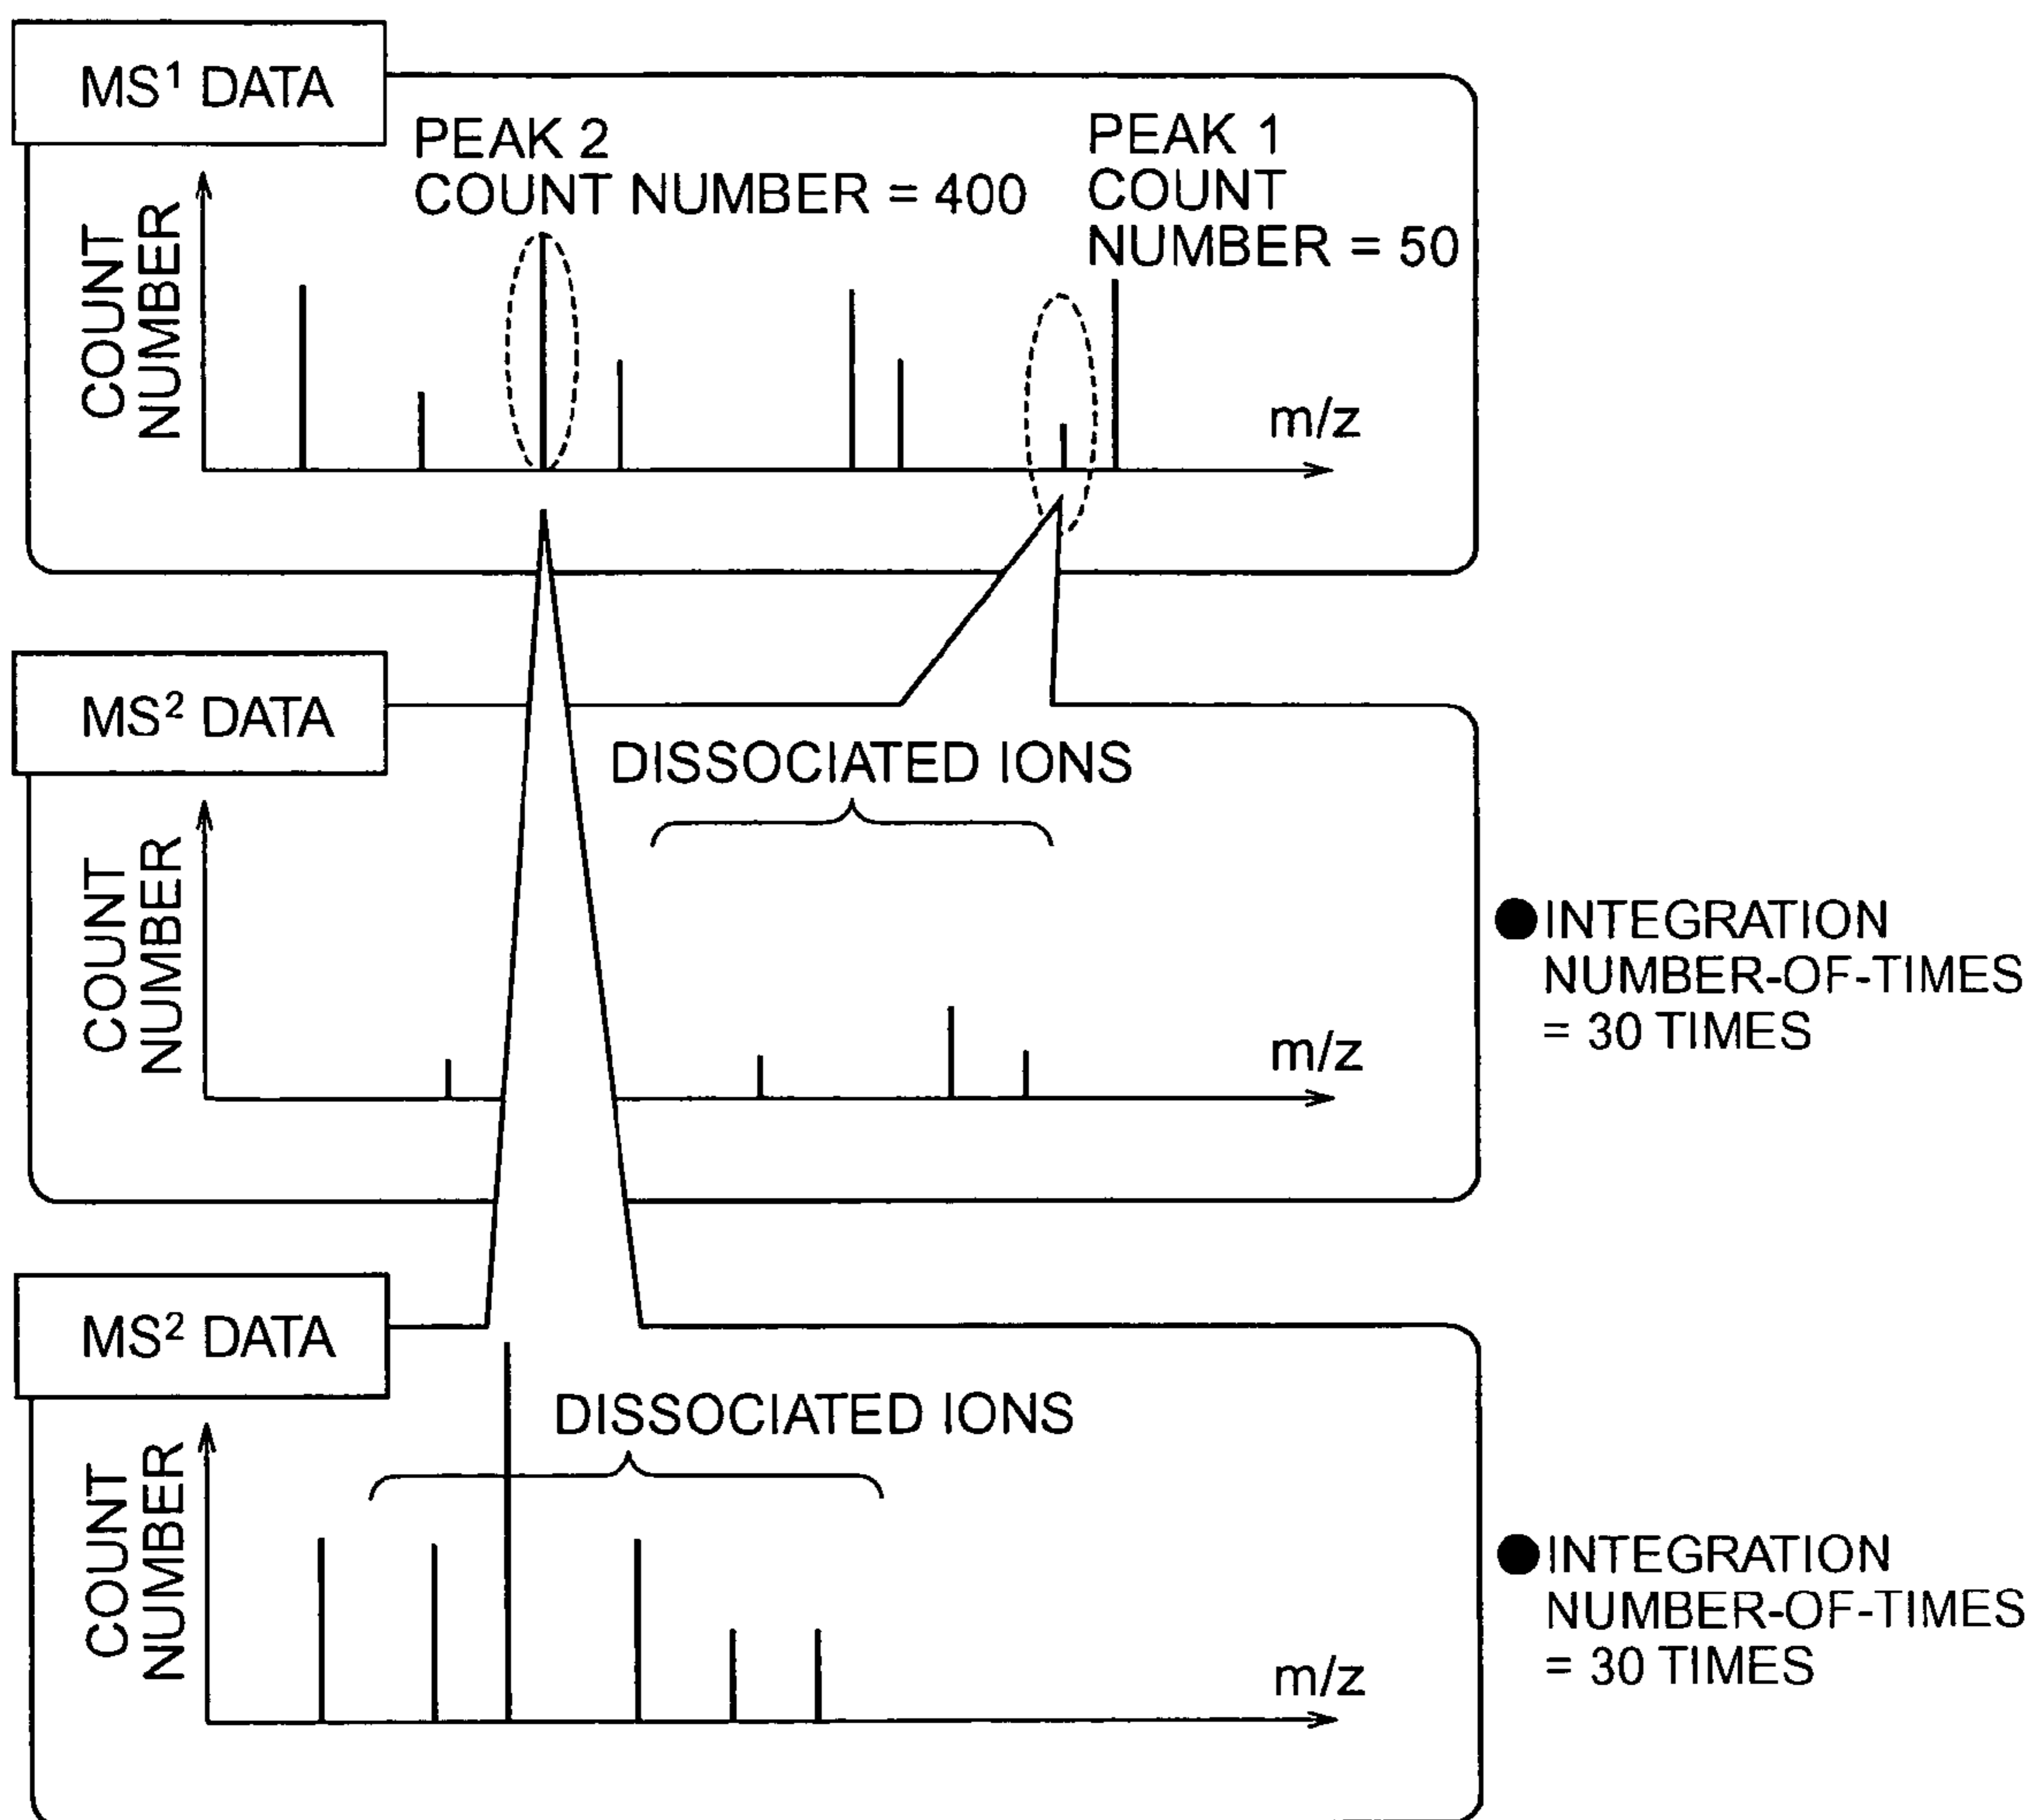 MS¹ DATA
PEAK 2
COUNT NUMBER = 400
PEAK 1
COUNT
NUMBER = 50
COUNT
NUMBER
m/z
MS² DATA
DISSOCIATED IONS
COUNT
NUMBER
m/z
●INTEGRATION
NUMBER-OF-TIMES
= 30 TIMES
MS² DATA
DISSOCIATED IONS
COUNT
NUMBER
m/z
●INTEGRATION
NUMBER-OF-TIMES
= 30 TIMES